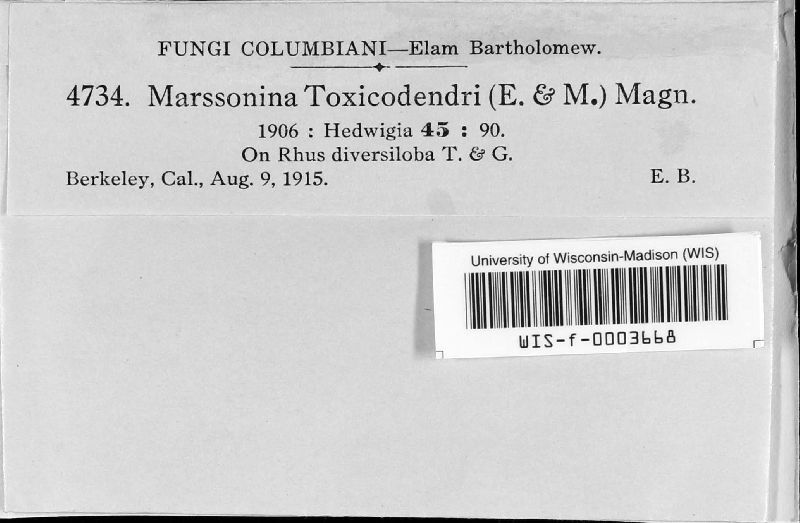 FUNGI COLUMBIANI—Elam Bartholomew.
4734. Marssonina Toxicodendri (E. & M.) Magn.
1906 : Hedwigia 45 : 90.
On Rhus diversiloba T. & G.
Berkeley, Cal., Aug. 9, 1915. E. B.
University of Wisconsin-Madison (WIS)
WIS-f-0003668